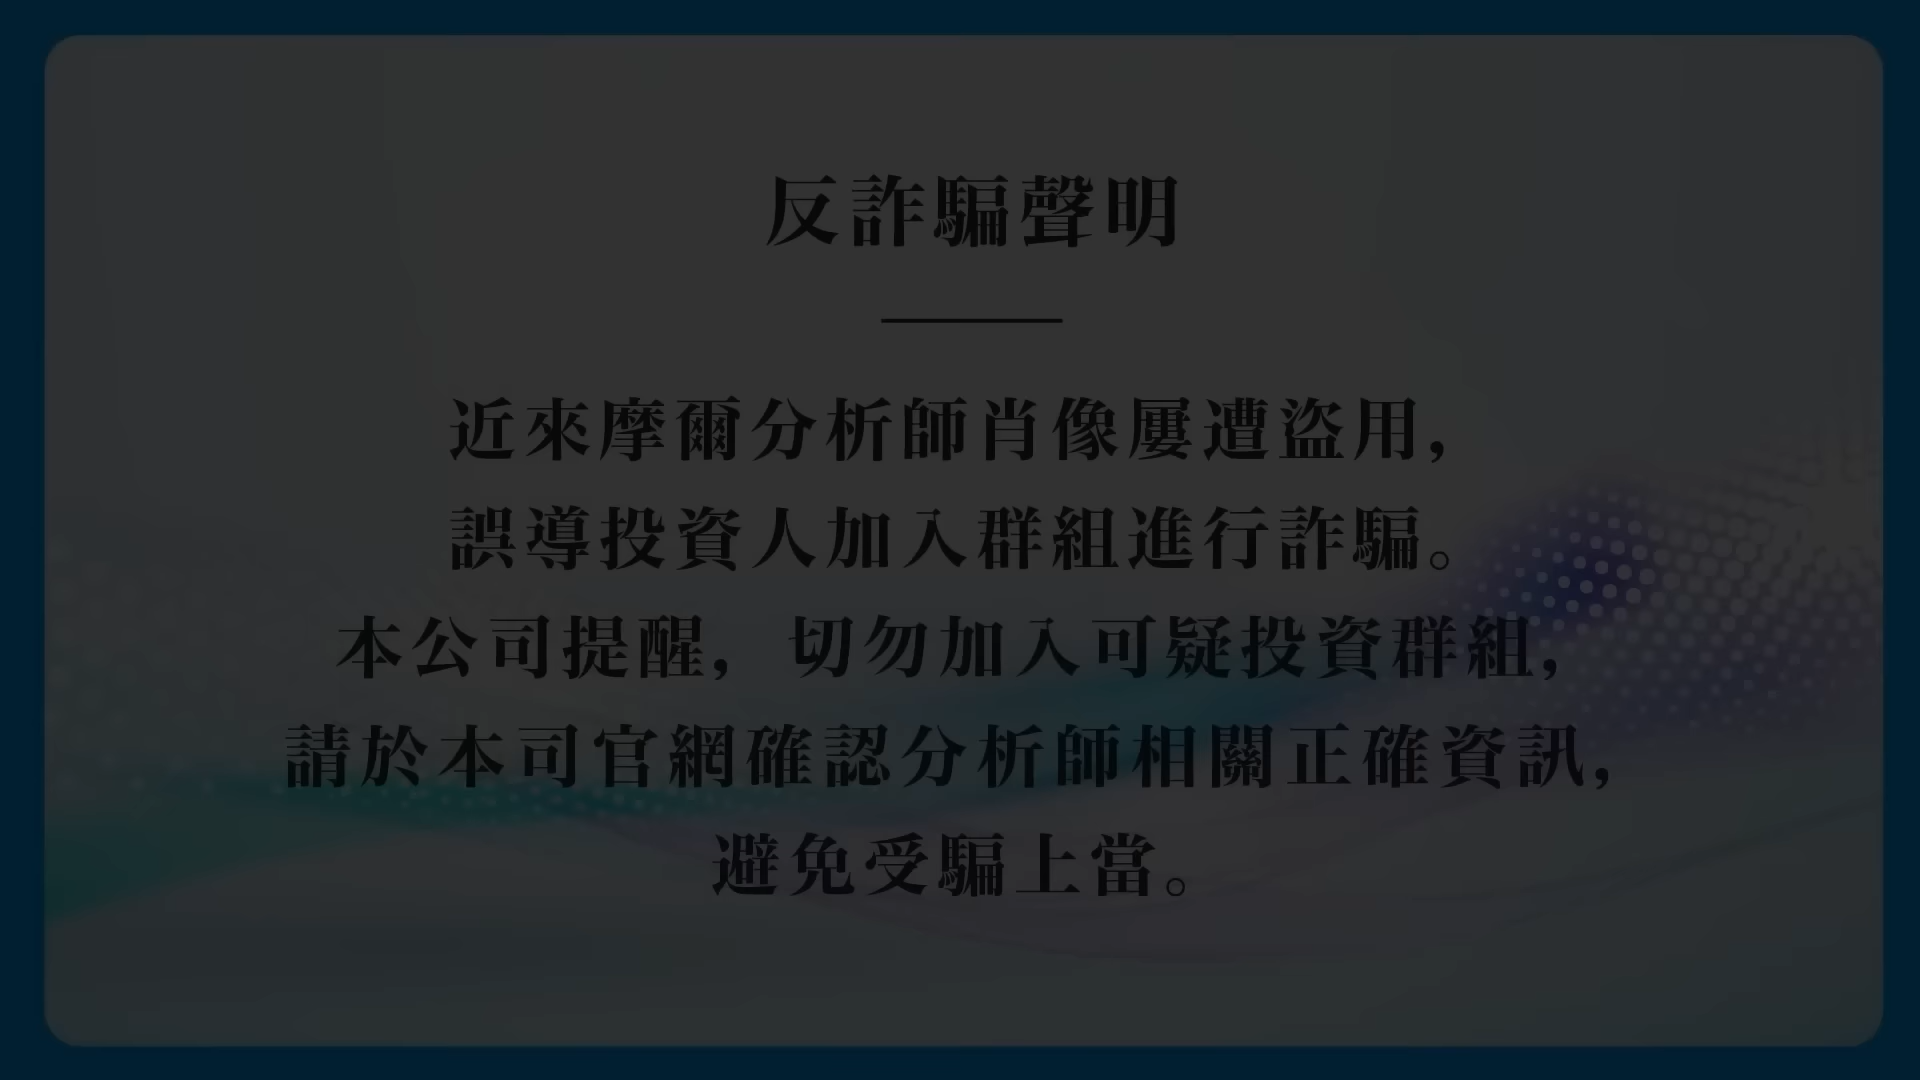 反詐騙聲明
近來摩爾分析師肖像屢遭盜用，
誤導投資人加入群組進行詐騙。
本公司提醒，切勿加入可疑投資群組，
請於本司官網確認分析師相關正確資訊，
避免受騙上當。